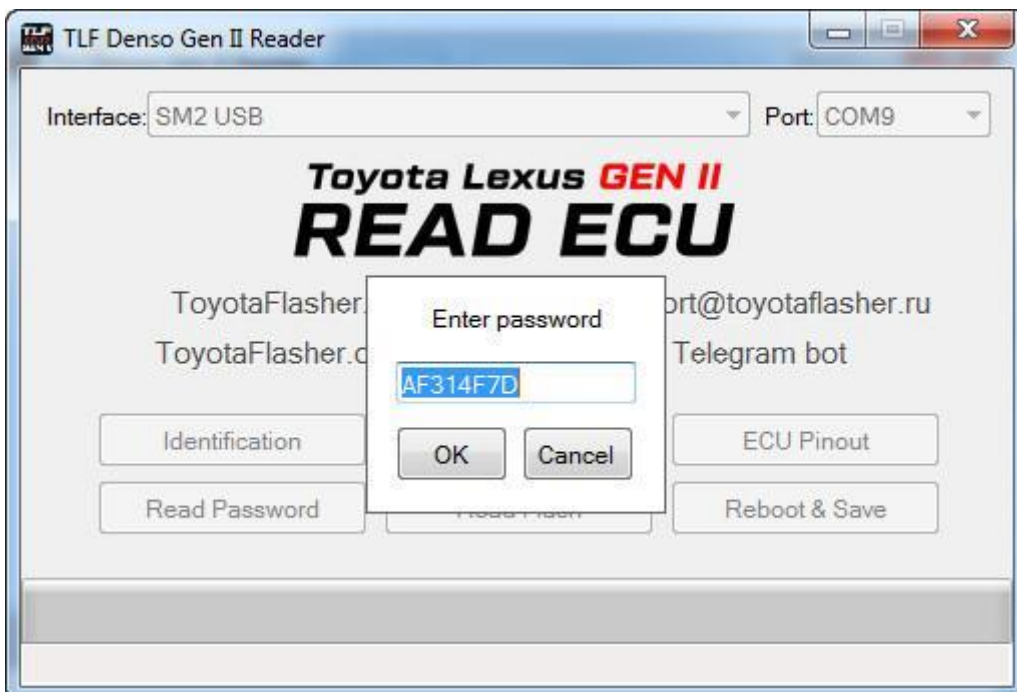 TLF Denso Gen II Reader
Interface: SM2 USB Port: COM9
Toyota Lexus GEN II
READ ECU
ToyotaFlasher. ort@toyotaflasher.ru
ToyotaFlasher.c Telegram bot
Enter password
AF314F7D
OK Cancel
Identification ECU Pinout
Read Password Reboot & Save